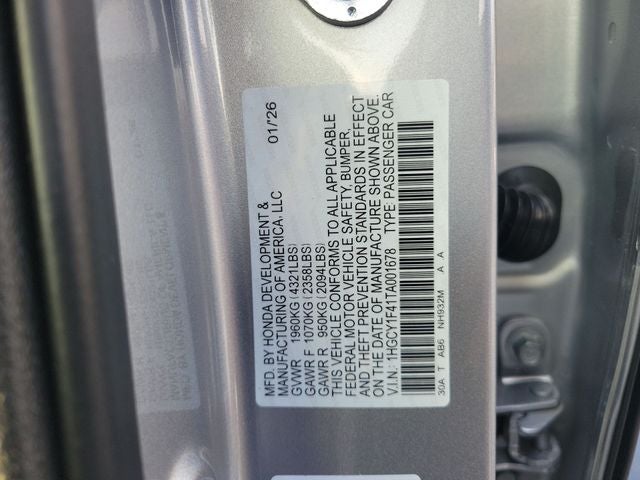 MFD. BY HONDA DEVELOPMENT &
MANUFACTURING OF AMERICA, LLC 01/'26
GVWR 1960KG (4321LBS)
GAWR F 1070KG (2358LBS)
GAWR R 950KG (2094LBS)
THIS VEHICLE CONFORMS TO ALL APPLICABLE
FEDERAL MOTOR VEHICLE SAFETY, BUMPER,
AND THEFT PREVENTION STANDARDS IN EFFECT
ON THE DATE OF MANUFACTURE SHOWN ABOVE.
V.I.N.: 1HGCY1F41TA001678 TYPE: PASSENGER CAR
30A T AB6 NH932M A A